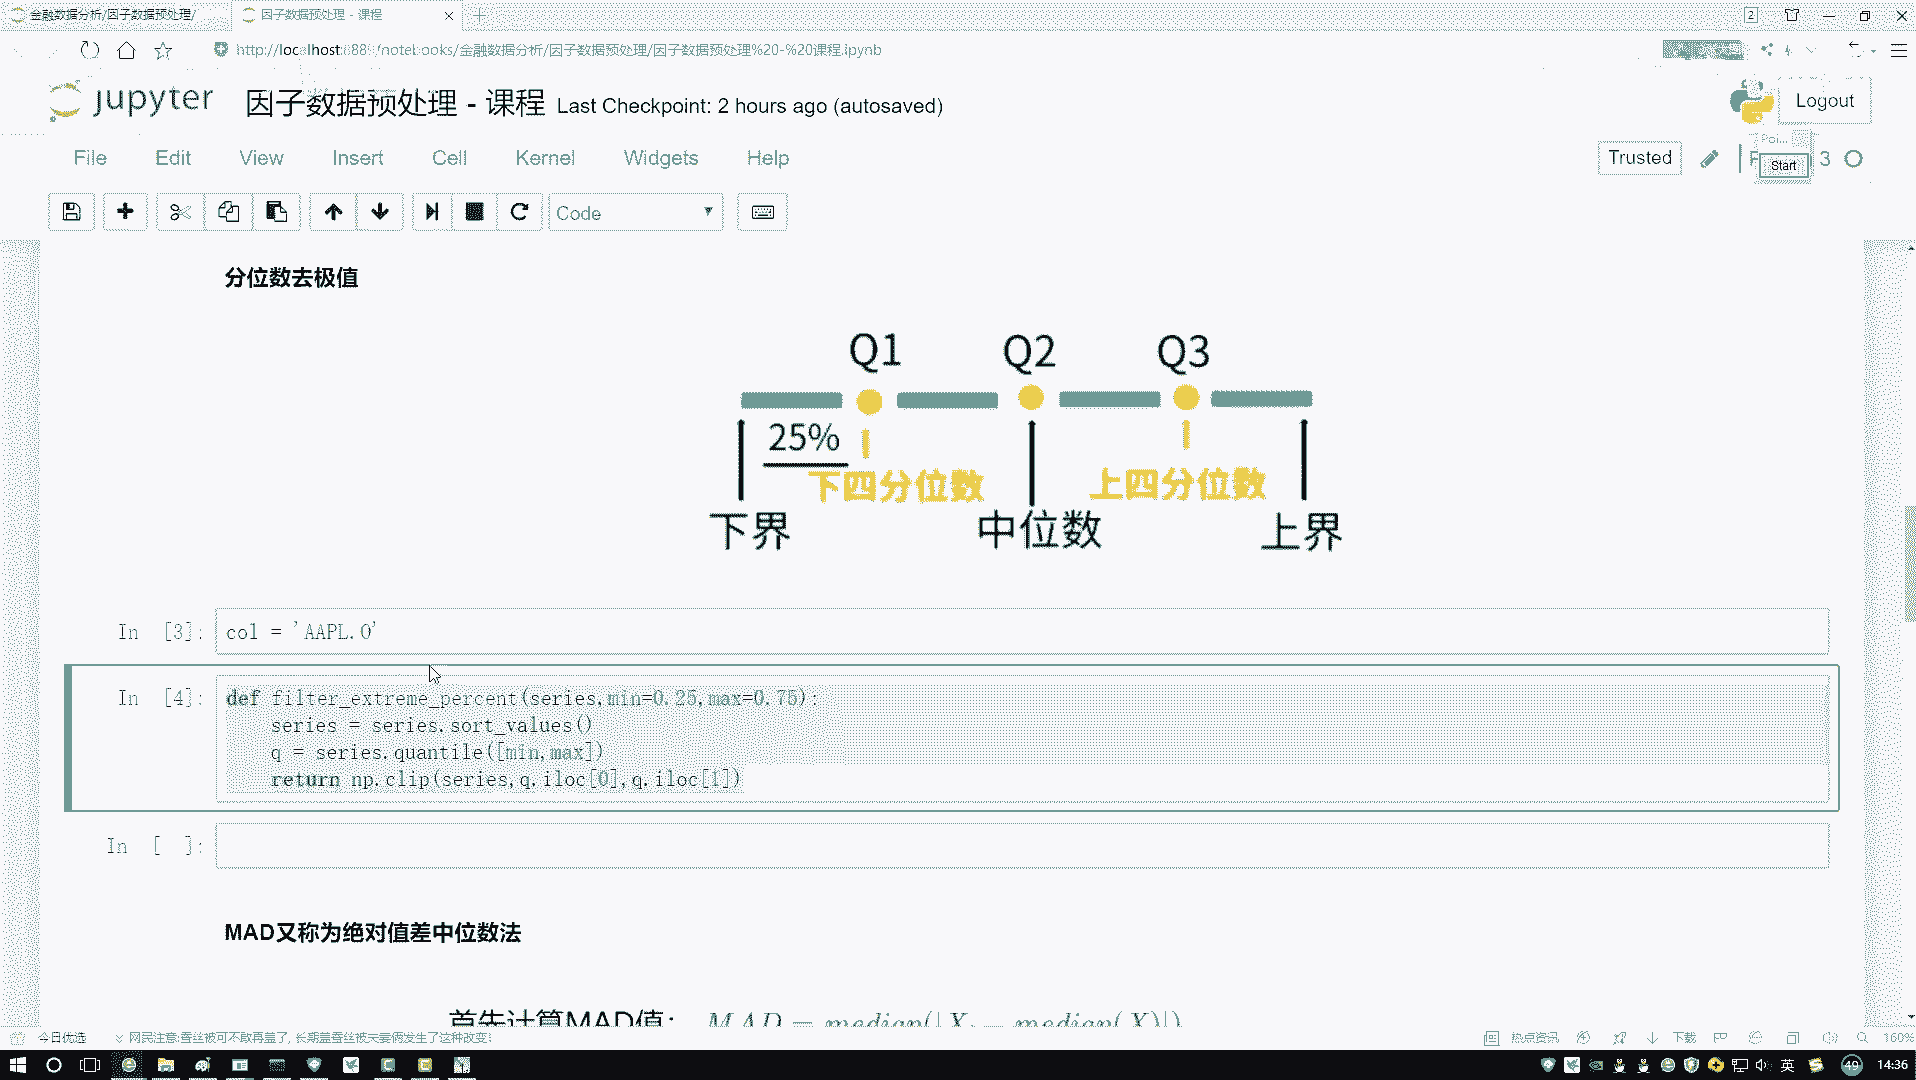 金融数据分析/因子数据预处理/
因子数据预处理 - 课程
http://localhost:888/notebooks/金融数据分析/因子数据预处理/因子数据预处理%20-%20课程.ipynb
jupyter 因子数据预处理 - 课程 Last Checkpoint: 2 hours ago (autosaved)
Logout
File Edit View Insert Cell Kernel Widgets Help
Trusted
Start
3
Code
分位数去极值
Q1 Q2 Q3
25%
下四分位数 上四分位数
下界 中位数 上界
In [3]: col = 'AAPL.O'
In [4]: def filter_extreme_percent(series,min=0.25,max=0.75):
series = series.sort_values()
q = series.quantile([min,max])
return np.clip(series,q.iloc[0],q.iloc[1])
In [ ]:
MAD又称为绝对值差中位数法
首先计算MAD值: MAD = median(|X_i - median(X)|)
今日优选 网民注意:蚕丝被可不敢再盖了, 长期盖蚕丝被夫妻俩发生了这种改变!
热点资讯 下载 160%
英 49 14:36